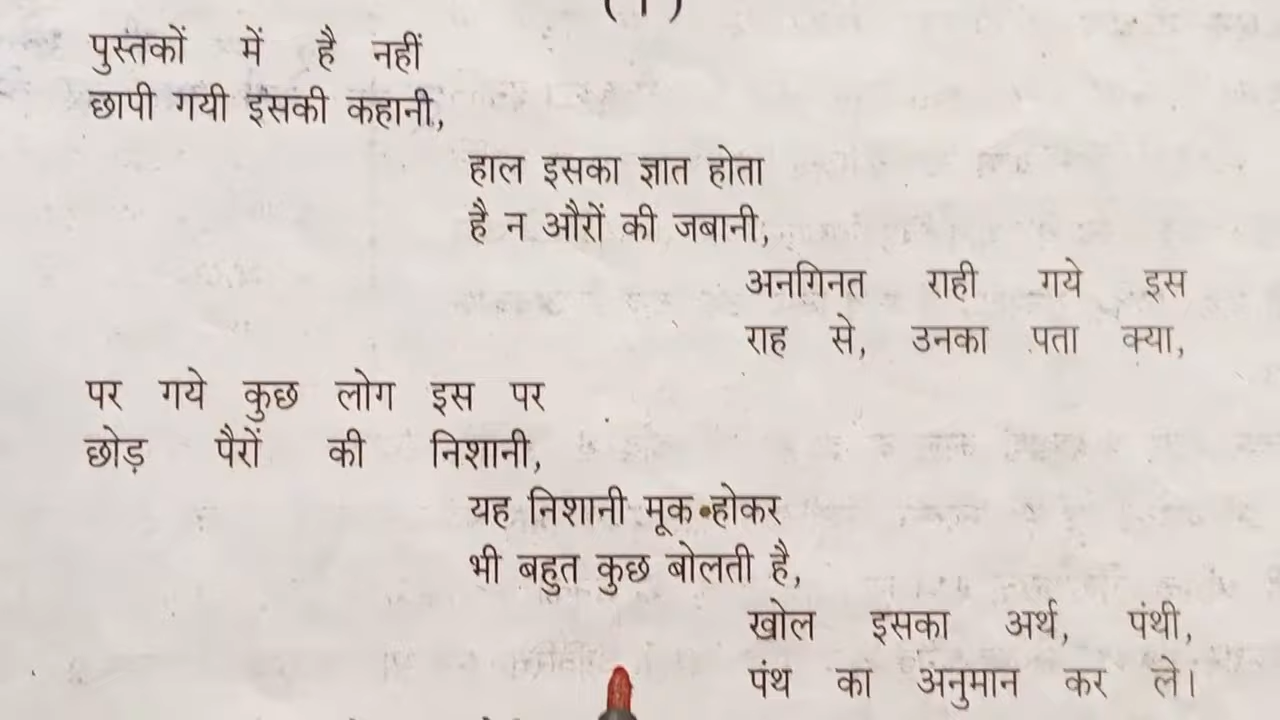 (1)
पुस्तकों में है नहीं
छापी गयी इसकी कहानी,
हाल इसका ज्ञात होता
है न औरों की जबानी,
अनगिनत राही गये इस
राह से, उनका पता क्या,
पर गये कुछ लोग इस पर
छोड़ पैरों की निशानी,
यह निशानी मूक होकर
भी बहुत कुछ बोलती है,
खोल इसका अर्थ, पंथी,
पंथ का अनुमान कर ले।